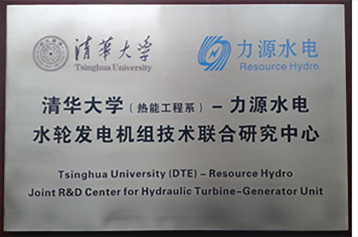 清华大学
Tsinghua University
力源水电
Resource Hydro
清华大学（热能工程系）-力源水电
水轮发电机组技术联合研究中心
Tsinghua University (DTE) - Resource Hydro
Joint R&D Center for Hydraulic Turbine-Generator Unit